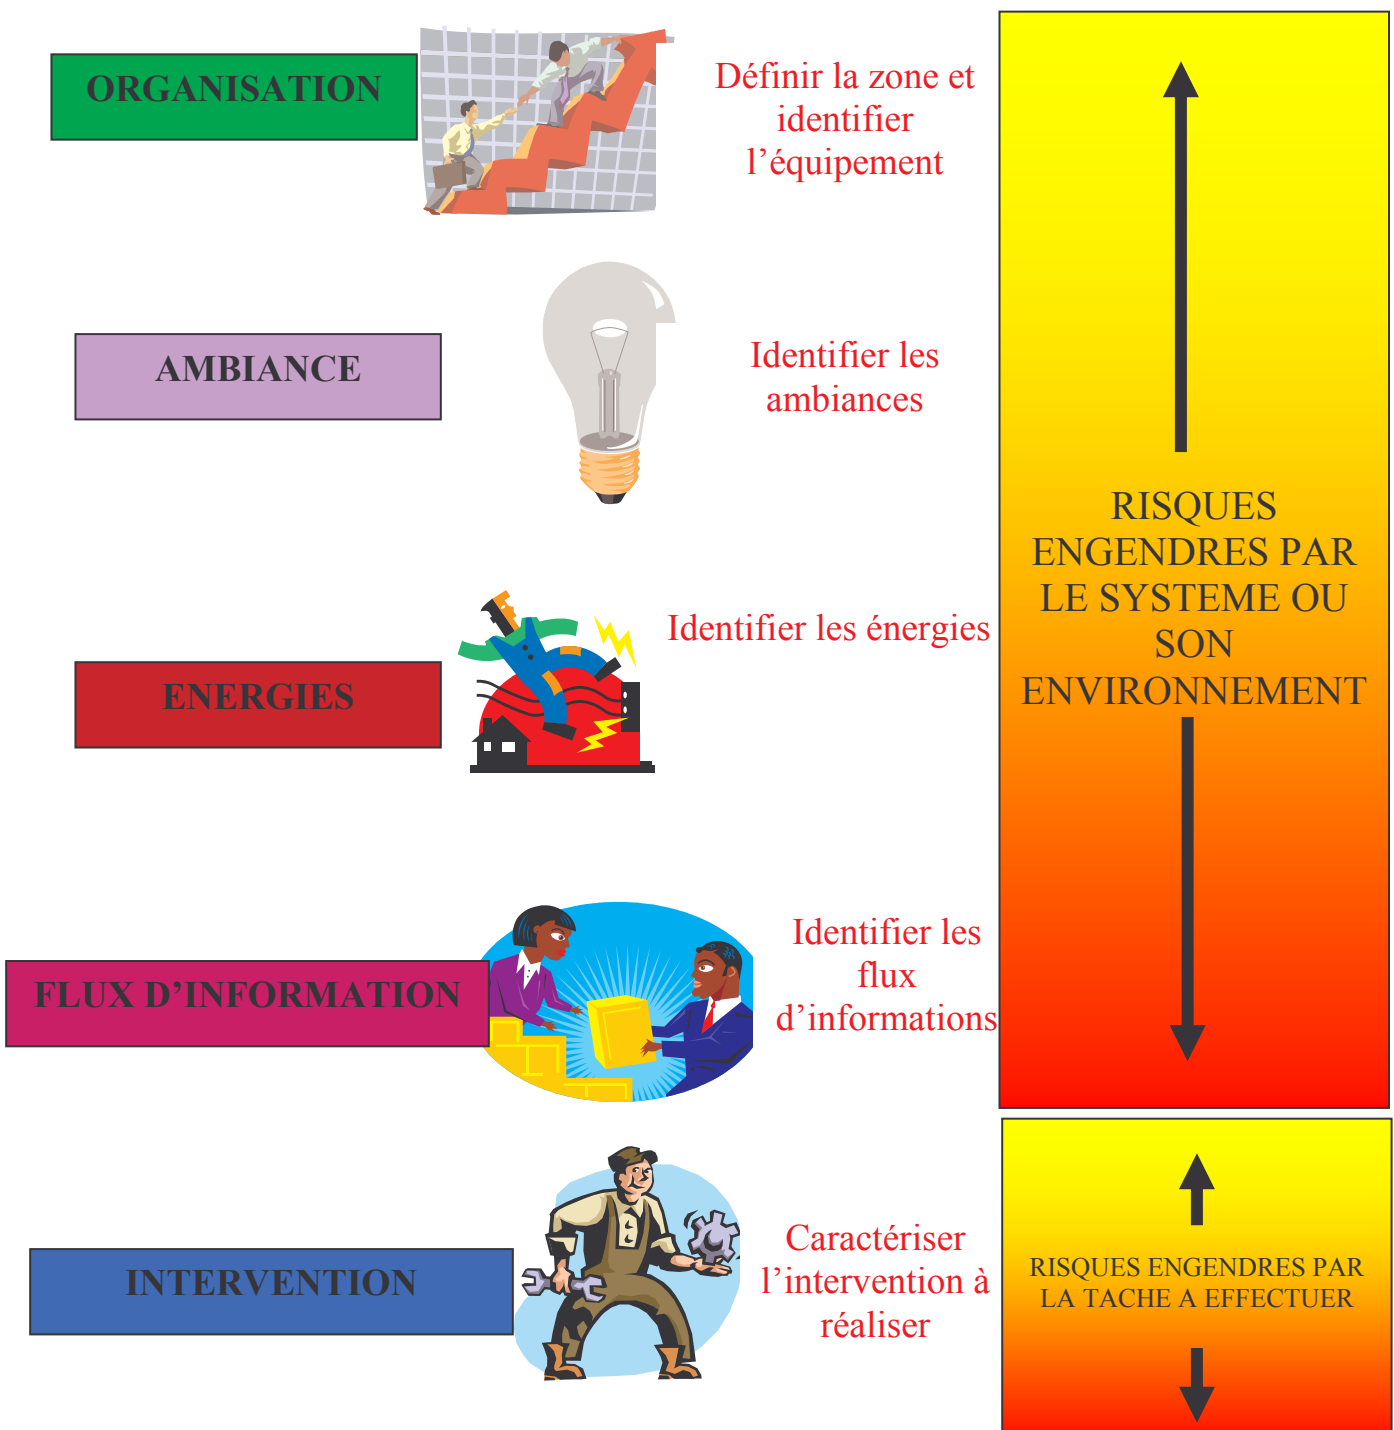 ORGANISATION
Définir la zone et
identifier
l’équipement
AMBIANCE
Identifier les
ambiances
ENERGIES
Identifier les énergies
FLUX D’INFORMATION
Identifier les
flux
d’informations
RISQUES
ENGENDRES PAR
LE SYSTEME OU
SON
ENVIRONNEMENT
INTERVENTION
Caractériser
l’intervention à
réaliser
RISQUES ENGENDRES PAR
LA TACHE A EFFECTUER